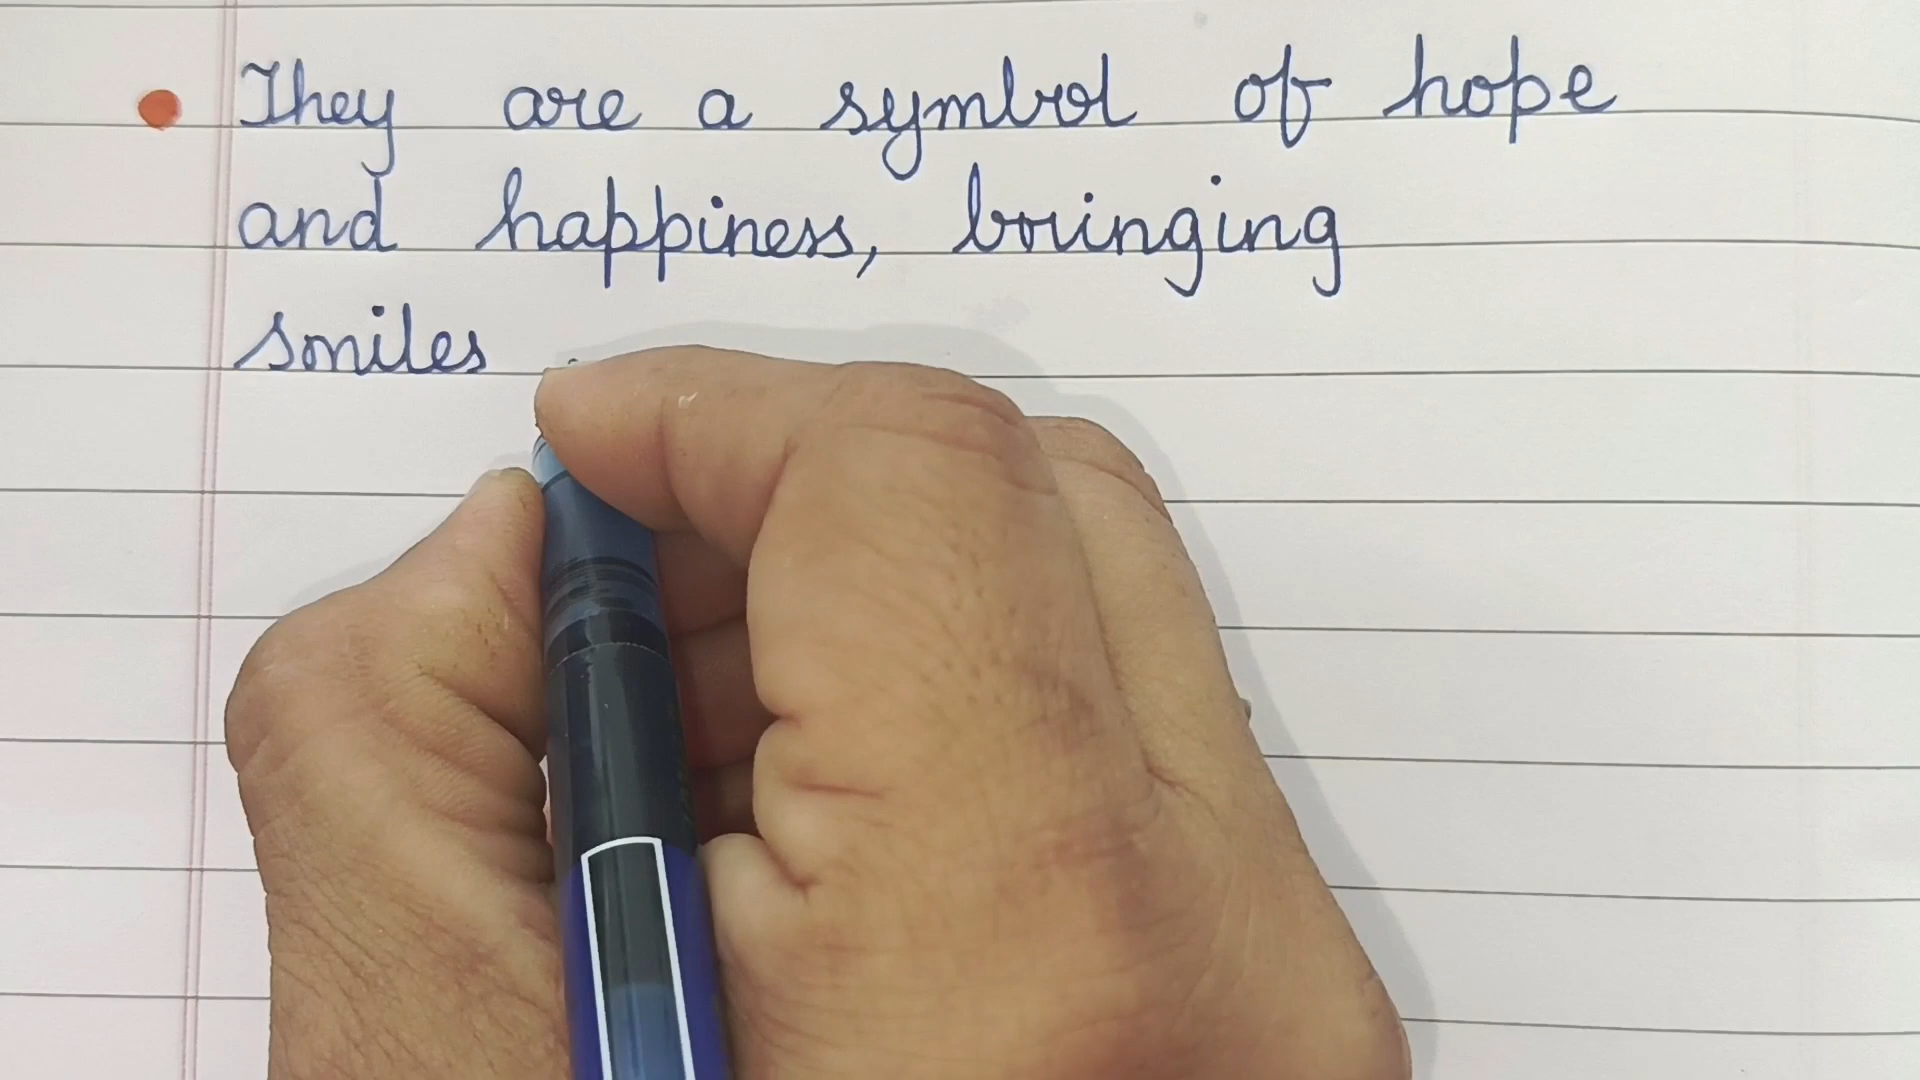 They are a symbol of hope
and happiness, bringing
smiles